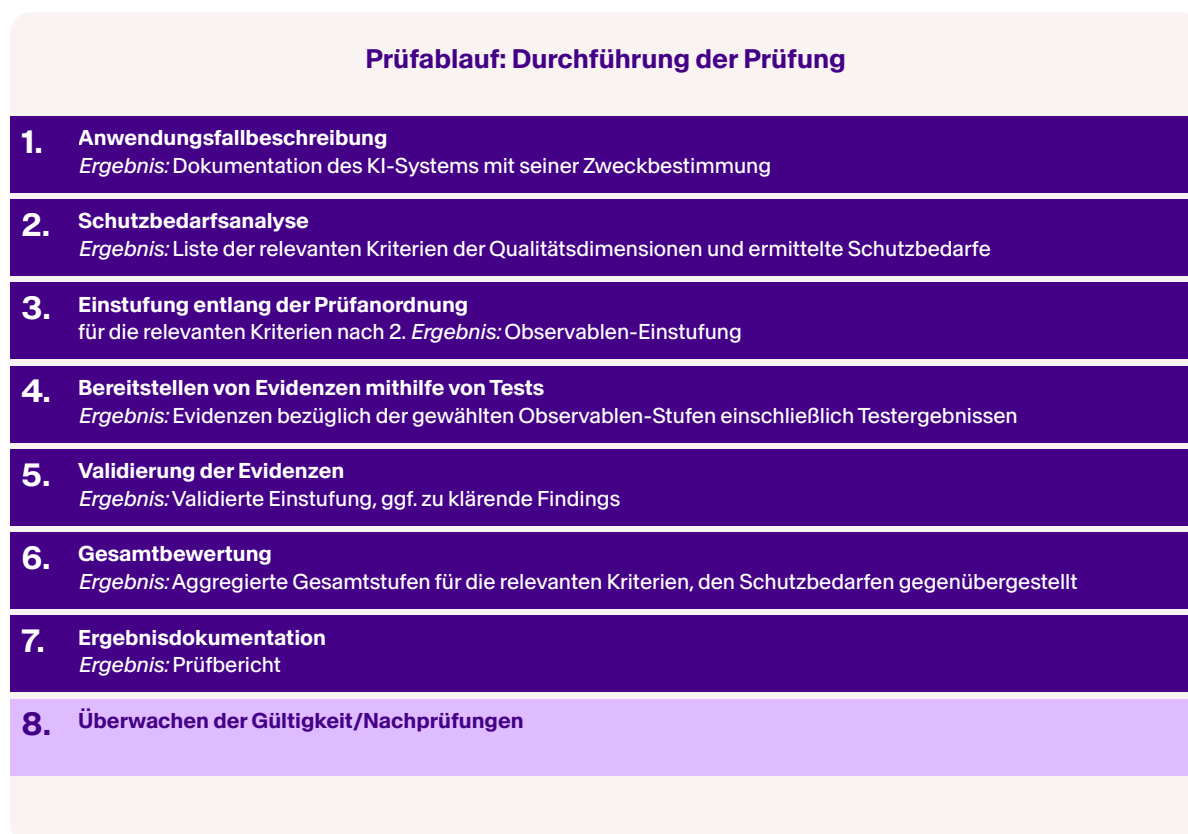 Prüfablauf: Durchführung der Prüfung
1. Anwendungsfallbeschreibung
Ergebnis: Dokumentation des KI-Systems mit seiner Zweckbestimmung
2. Schutzbedarfsanalyse
Ergebnis: Liste der relevanten Kriterien der Qualitätsdimensionen und ermittelte Schutzbedarfe
3. Einstufung entlang der Prüfanordnung
für die relevanten Kriterien nach 2. Ergebnis: Observablen-Einstufung
4. Bereitstellen von Evidenzen mithilfe von Tests
Ergebnis: Evidenzen bezüglich der gewählten Observablen-Stufen einschließlich Testergebnissen
5. Validierung der Evidenzen
Ergebnis: Validierte Einstufung, ggf. zu klärende Findings
6. Gesamtbewertung
Ergebnis: Aggregierte Gesamtstufen für die relevanten Kriterien, den Schutzbedarfen gegenübergestellt
7. Ergebnisdokumentation
Ergebnis: Prüfbericht
8. Überwachen der Gültigkeit/Nachprüfungen